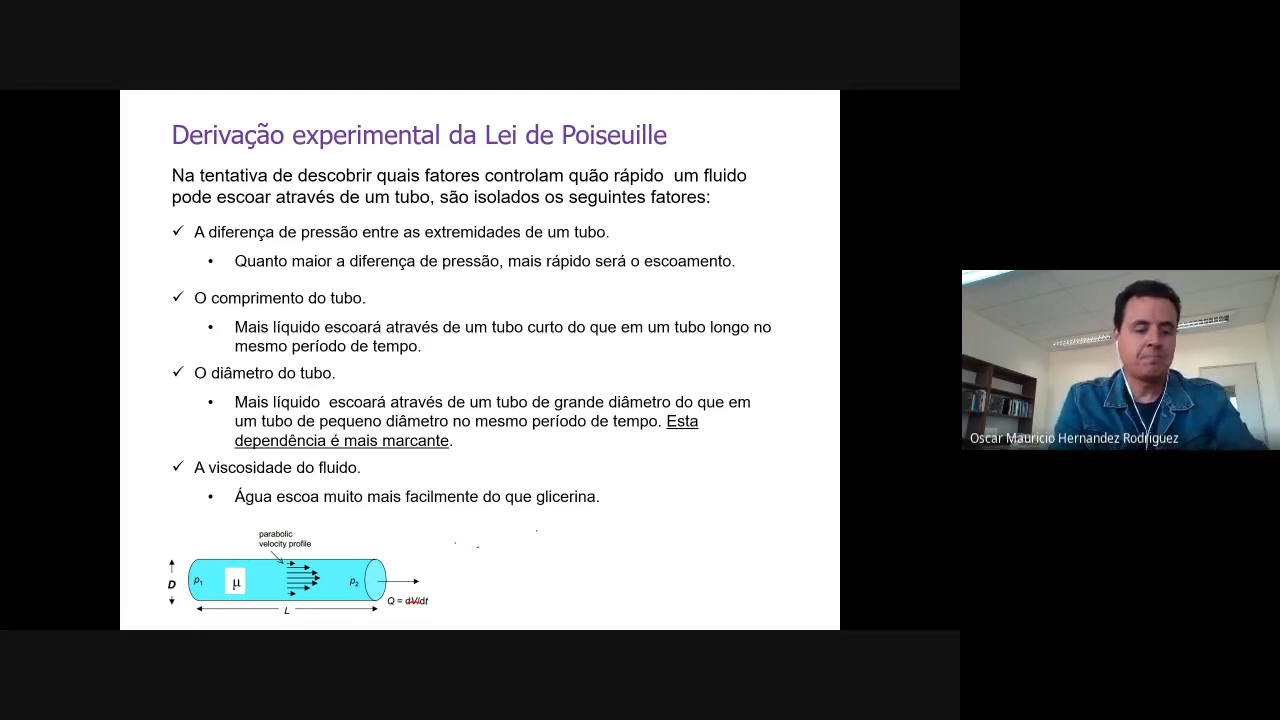 Derivação experimental da Lei de Poiseuille
Na tentativa de descobrir quais fatores controlam quão rápido um fluido
pode escoar através de um tubo, são isolados os seguintes fatores:
✓ A diferença de pressão entre as extremidades de um tubo.
• Quanto maior a diferença de pressão, mais rápido será o escoamento.
✓ O comprimento do tubo.
• Mais líquido escoará através de um tubo curto do que em um tubo longo no
mesmo período de tempo.
✓ O diâmetro do tubo.
• Mais líquido escoará através de um tubo de grande diâmetro do que em
um tubo de pequeno diâmetro no mesmo período de tempo. Esta
dependência é mais marcante.
✓ A viscosidade do fluido.
• Água escoa muito mais facilmente do que glicerina.
parabolic
velocity profile
D
p1
μ
p2
Q = dV/dt
L
Oscar Mauricio Hernandez Rodriguez